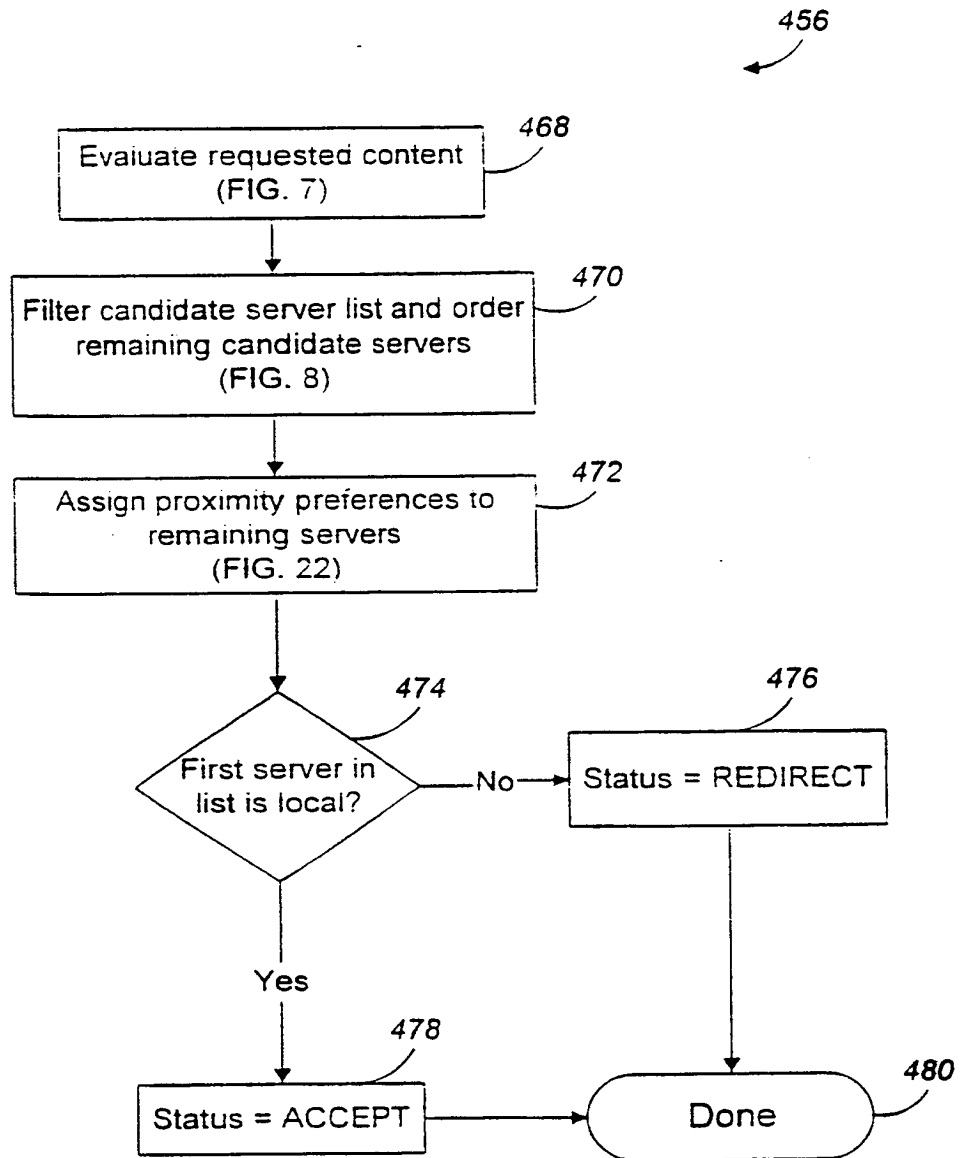 456
468
Evaluate requested content
(FIG. 7)
470
Filter candidate server list and order
remaining candidate servers
(FIG. 8)
472
Assign proximity preferences to
remaining servers
(FIG. 22)
474
First server in
list is local?
No
476
Status = REDIRECT
Yes
478
Status = ACCEPT
480
Done